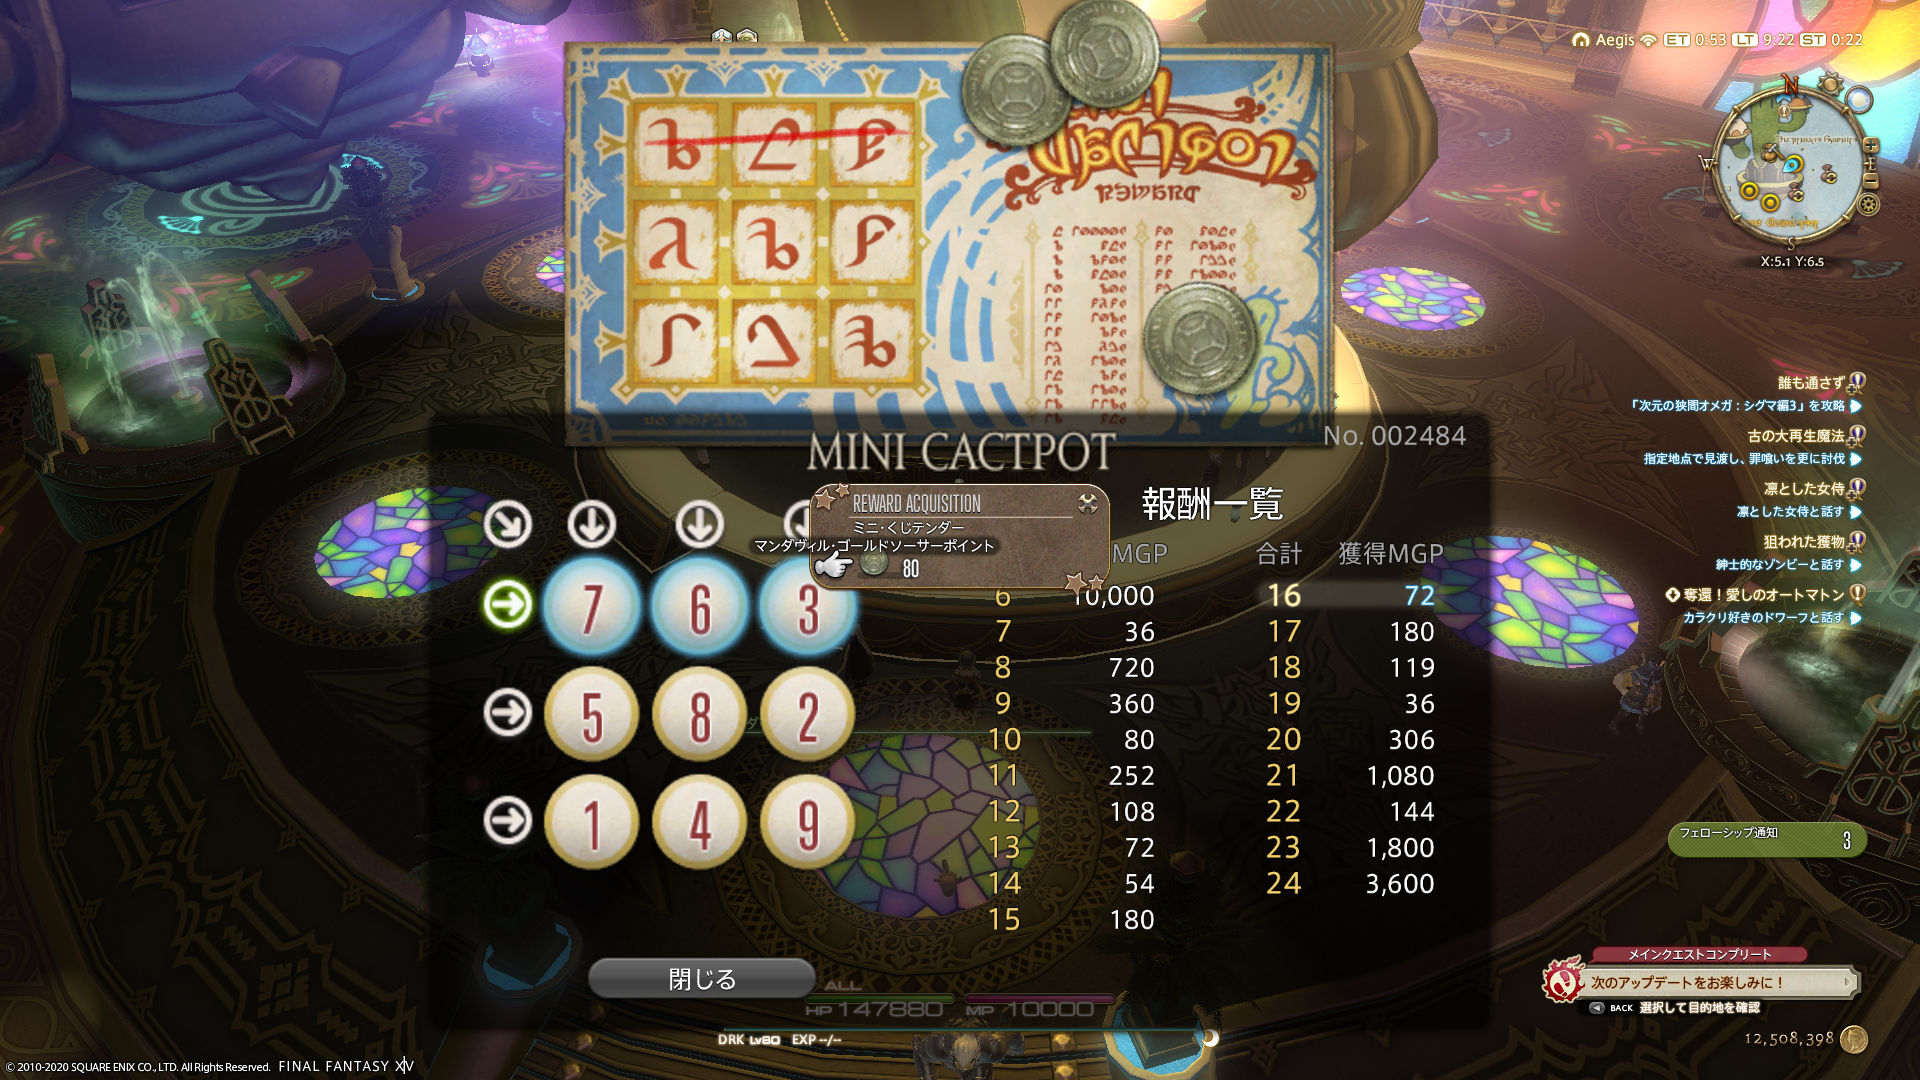 Aegis ET 0:53 LT 9:22 ST 0:22
N
W
E
S
X:5.1 Y:6.5
誰も通さず
「次元の狭間オメガ:シグマ編3」を攻略
古の大再生魔法
指定地点で見渡し、罪喰いを更に討伐
凛とした女侍
凛とした女侍と話す
狙われた獲物
紳士的なゾンビーと話す
奪還!愛しのオートマトン
カラクリ好きのドワーフと話す
MINI CACTPOT
No. 002484
REWARD ACQUISITION
ミニ・くじテンダー
マンダヴィル・ゴールドソーサーポイント
80
報酬一覧
MGP 合計 獲得MGP
6 10,000 16 72
7 36 17 180
8 720 18 119
9 360 19 36
10 80 20 306
11 252 21 1,080
12 108 22 144
13 72 23 1,800
14 54 24 3,600
15 180
7 6 3
5 8 2
1 4 9
閉じる
ALL
HP 147880 MP 10000
DRK Lv80 EXP --/--
フェローシップ通知 3
メインクエストコンプリート
次のアップデートをお楽しみに!
BACK 選択して目的地を確認
12,508,398
© 2010-2020 SQUARE ENIX CO., LTD. All Rights Reserved. FINAL FANTASY XIV